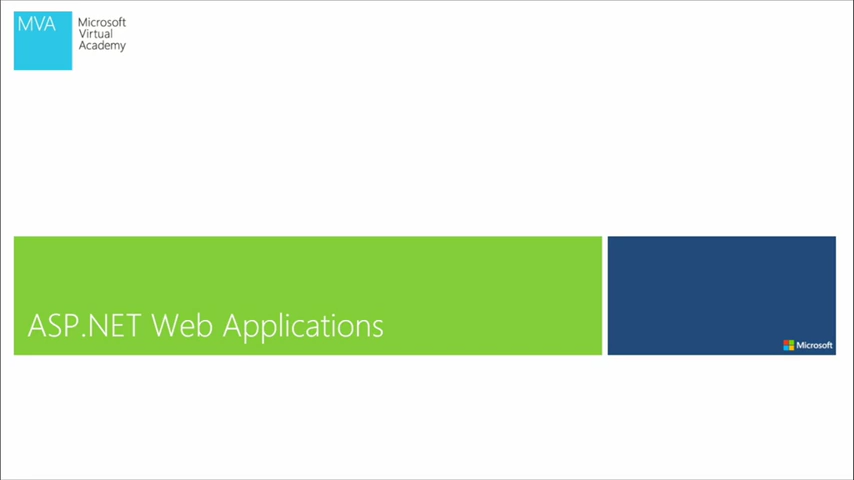 MVA
Microsoft
Virtual
Academy
ASP.NET Web Applications
Microsoft